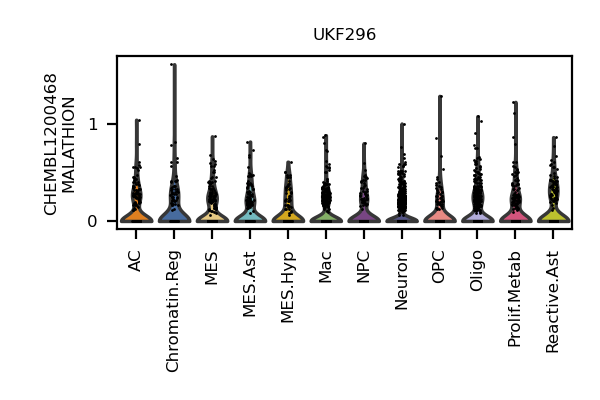 UKF296
CHEMBL1200468
MALATHION
1
0
AC
Chromatin.Reg
MES
MES.Ast
MES.Hyp
Mac
NPC
Neuron
OPC
Oligo
Prolif.Metab
Reactive.Ast